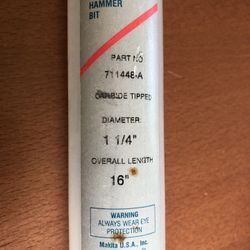 HAMMER
BIT
PART NO
711448-A
CARBIDE TIPPED
DIAMETER:
1 1/4"
OVERALL LENGTH
16"
WARNING
ALWAYS WEAR EYE
PROTECTION
Makita U.S.A., Inc.